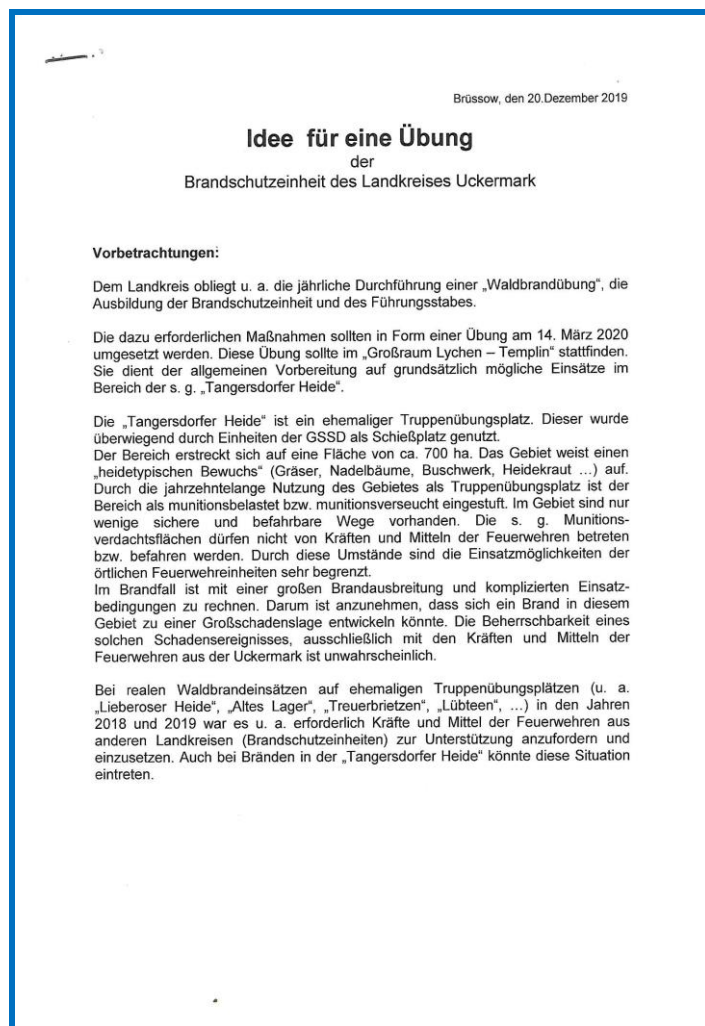 Brüssow, den 20.Dezember 2019
Idee für eine Übung
der
Brandschutzeinheit des Landkreises Uckermark
Vorbetrachtungen:
Dem Landkreis obliegt u. a. die jährliche Durchführung einer „Waldbrandübung“, die
Ausbildung der Brandschutzeinheit und des Führungsstabes.
Die dazu erforderlichen Maßnahmen sollten in Form einer Übung am 14. März 2020
umgesetzt werden. Diese Übung sollte im „Großraum Lychen – Templin“ stattfinden.
Sie dient der allgemeinen Vorbereitung auf grundsätzlich mögliche Einsätze im
Bereich der s. g. „Tangersdorfer Heide“.
Die „Tangersdorfer Heide“ ist ein ehemaliger Truppenübungsplatz. Dieser wurde
überwiegend durch Einheiten der GSSD als Schießplatz genutzt.
Der Bereich erstreckt sich auf eine Fläche von ca. 700 ha. Das Gebiet weist einen
„heidetypischen Bewuchs“ (Gräser, Nadelbäume, Buschwerk, Heidekraut ...) auf.
Durch die jahrzehntelange Nutzung des Gebietes als Truppenübungsplatz ist der
Bereich als munitionsbelastet bzw. munitionsverseucht eingestuft. Im Gebiet sind nur
wenige sichere und befahrbare Wege vorhanden. Die s. g. Munitions-
verdachtsflächen dürfen nicht von Kräften und Mitteln der Feuerwehren betreten
bzw. befahren werden. Durch diese Umstände sind die Einsatzmöglichkeiten der
örtlichen Feuerwehreinheiten sehr begrenzt.
Im Brandfall ist mit einer großen Brandausbreitung und komplizierten Einsatz-
bedingungen zu rechnen. Darum ist anzunehmen, dass sich ein Brand in diesem
Gebiet zu einer Großschadenslage entwickeln könnte. Die Beherrschbarkeit eines
solchen Schadensereignisses, ausschließlich mit den Kräften und Mitteln der
Feuerwehren aus der Uckermark ist unwahrscheinlich.
Bei realen Waldbrandeinsätzen auf ehemaligen Truppenübungsplätzen (u. a.
„Lieberoser Heide“, „Altes Lager“, „Treuerbrietzen“, „Lübteen“, ...) in den Jahren
2018 und 2019 war es u. a. erforderlich Kräfte und Mittel der Feuerwehren aus
anderen Landkreisen (Brandschutzeinheiten) zur Unterstützung anzufordern und
einzusetzen. Auch bei Bränden in der „Tangersdorfer Heide“ könnte diese Situation
eintreten.